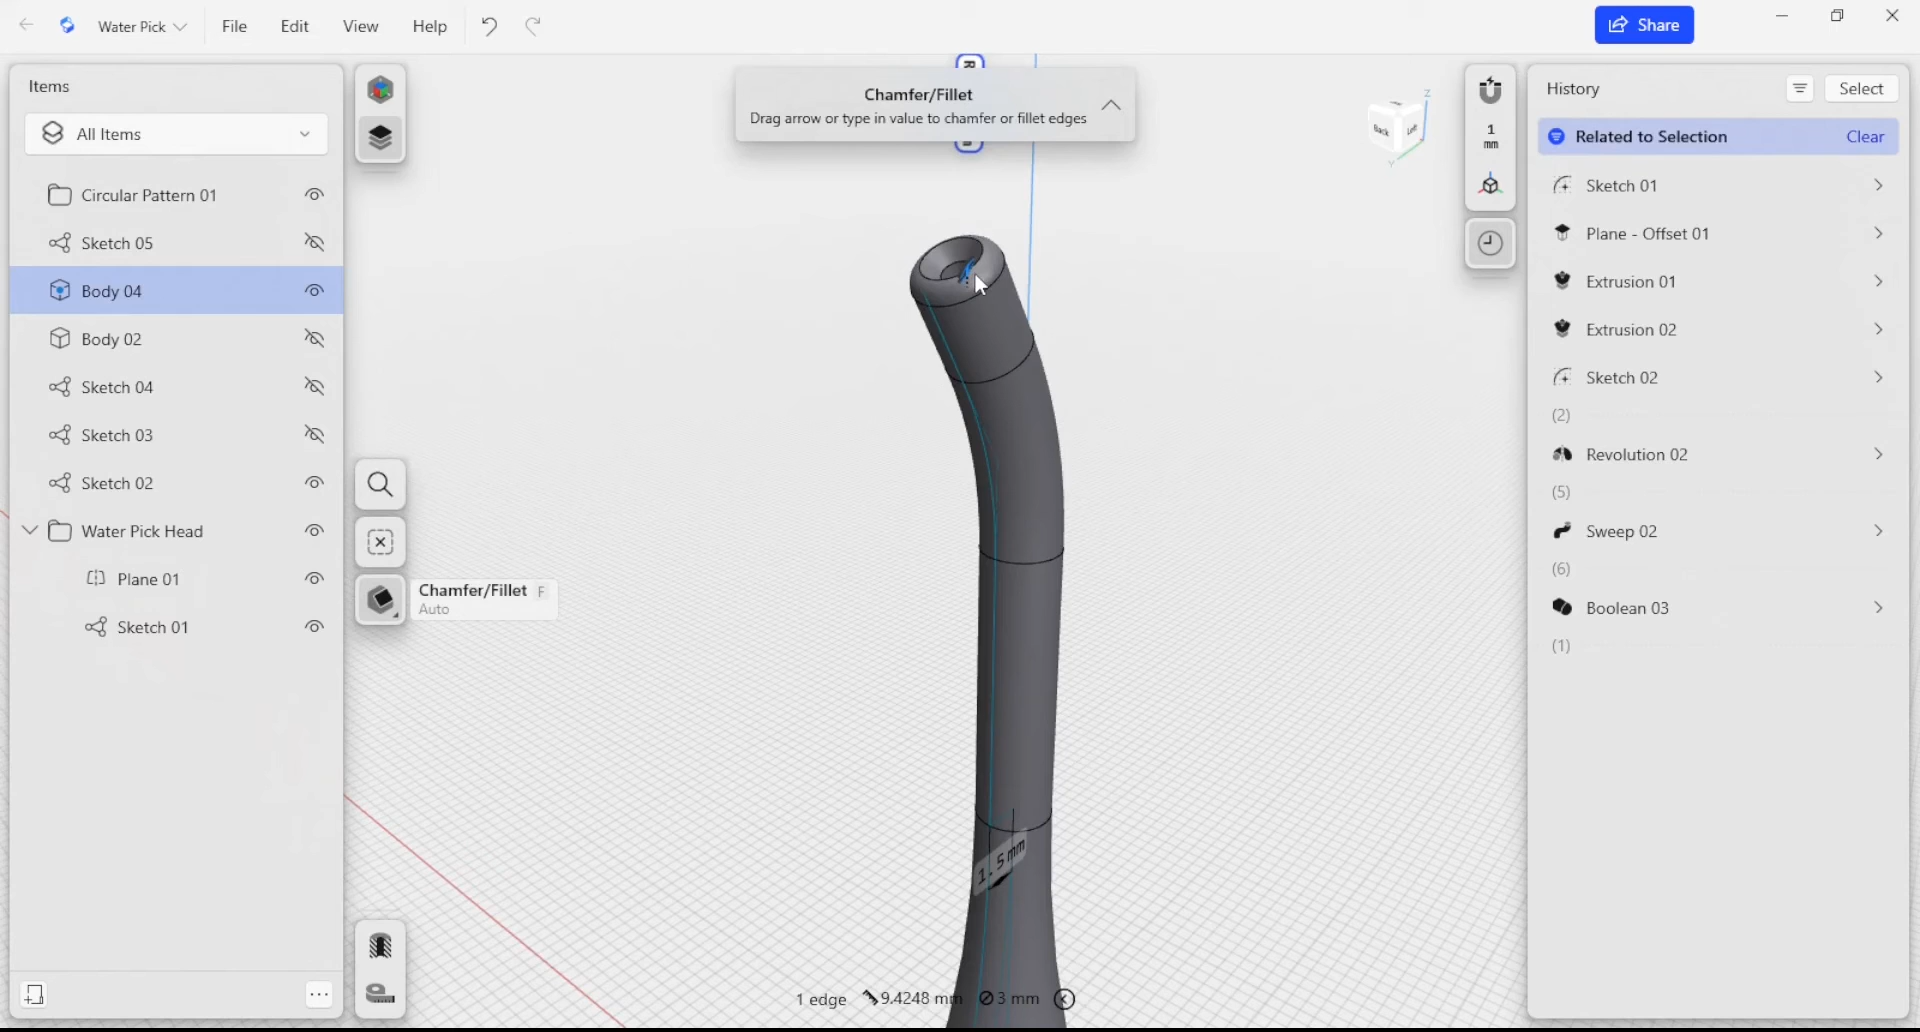 Water Pick
File
Edit
View
Help
Share
Items
All Items
Circular Pattern 01
Sketch 05
Body 04
Body 02
Sketch 04
Sketch 03
Sketch 02
Water Pick Head
Plane 01
Sketch 01
Chamfer/Fillet
Drag arrow or type in value to chamfer or fillet edges
Chamfer/Fillet F
Auto
Back
Left
Z
Y
1
mm
1.5 mm
1 edge 9.4248 mm ⌀3 mm
History
Select
Related to Selection
Clear
Sketch 01
Plane - Offset 01
Extrusion 01
Extrusion 02
Sketch 02
(2)
Revolution 02
(5)
Sweep 02
(6)
Boolean 03
(1)